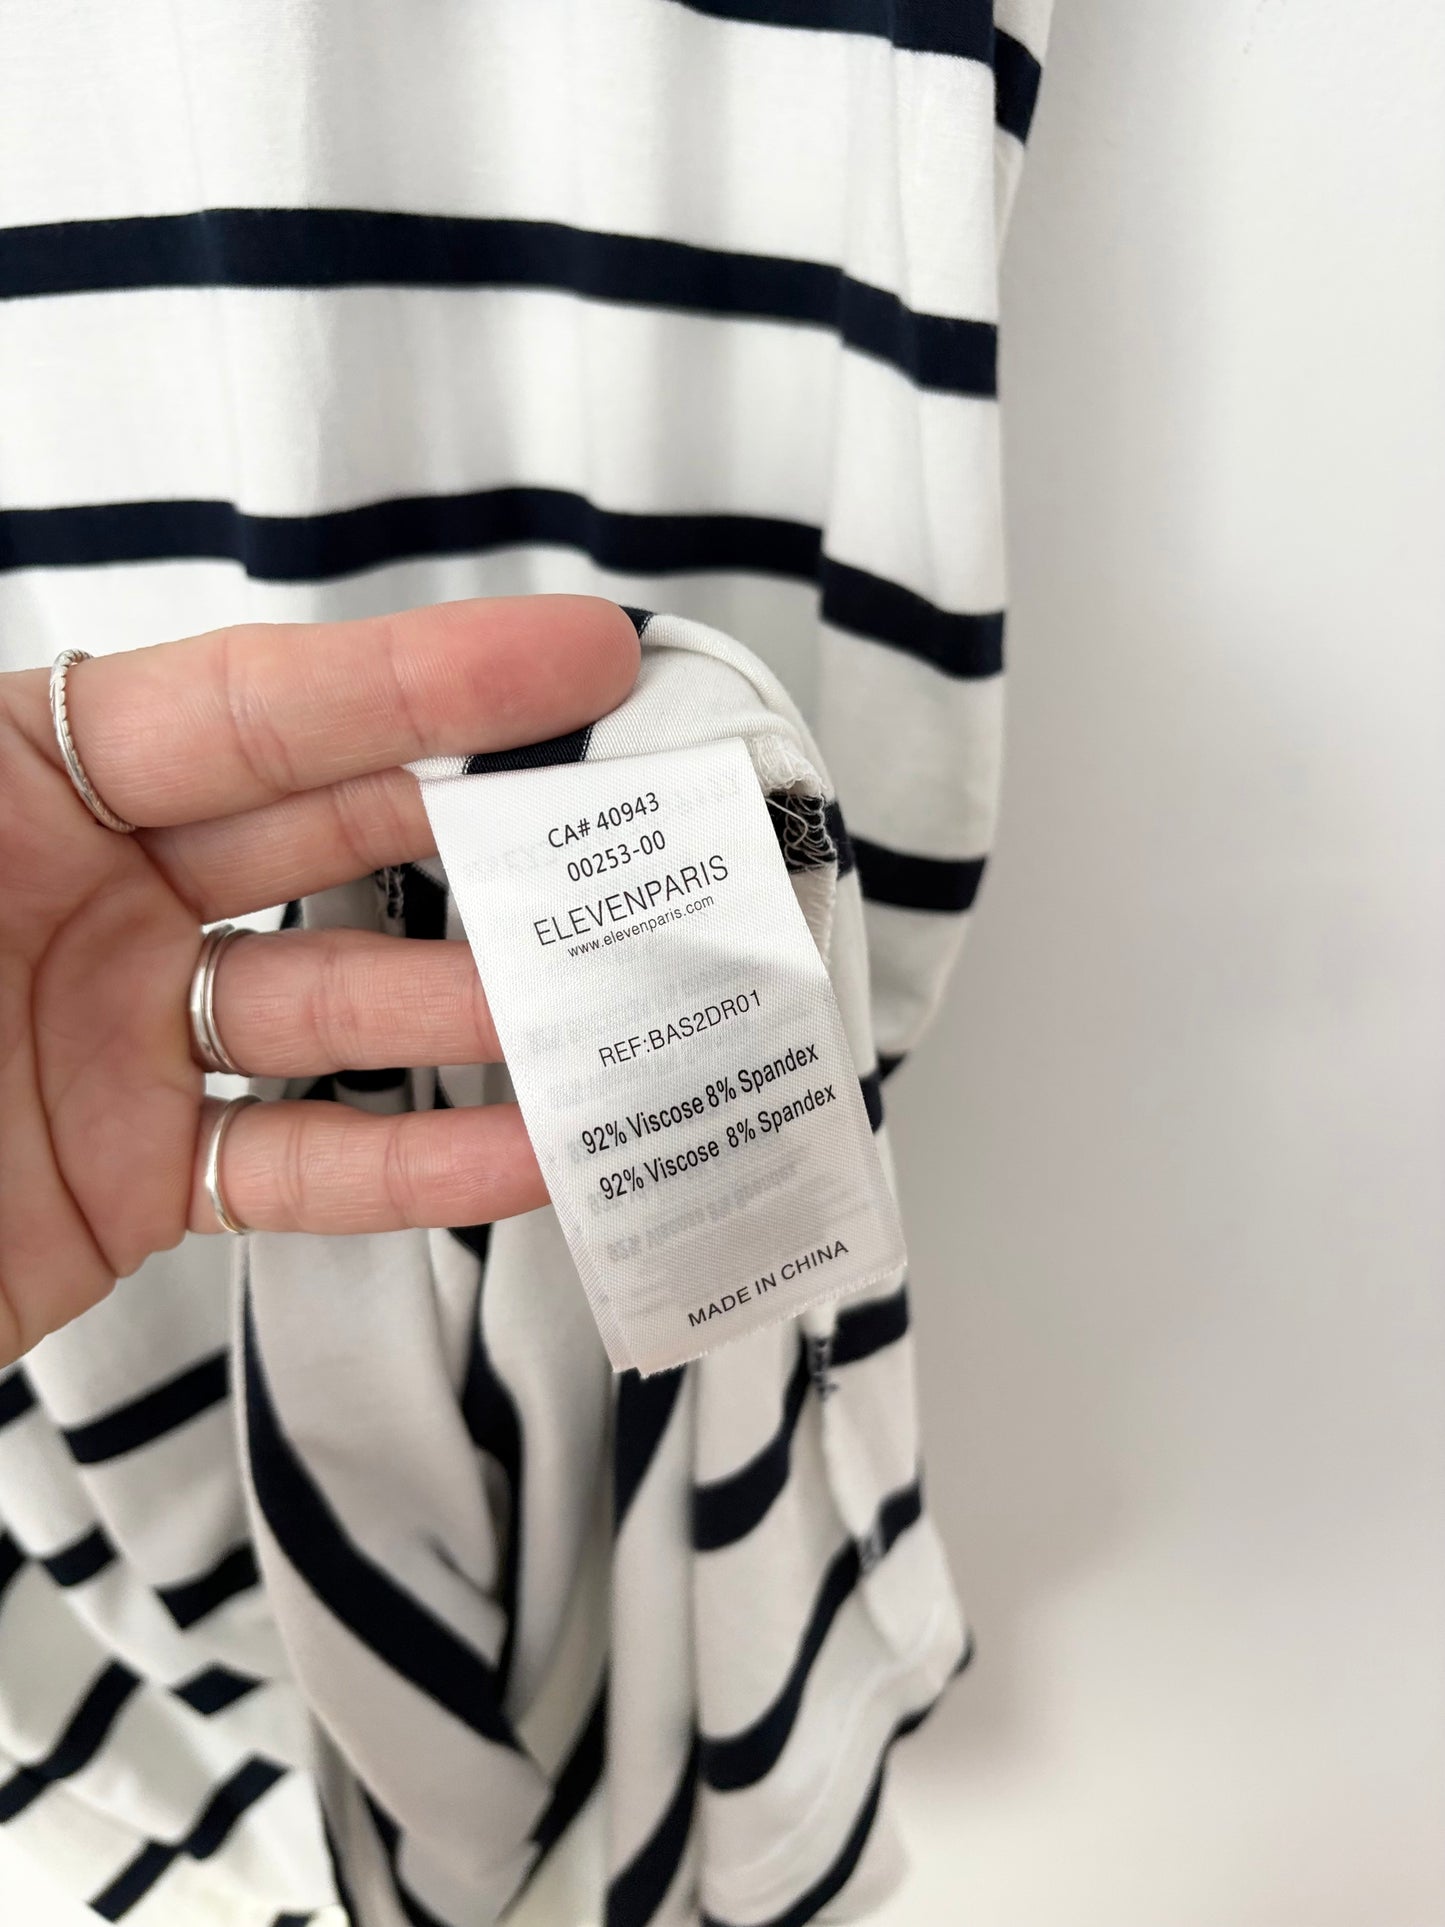 CA# 40943
00253-00
ELEVENPARIS
www.elevenparis.com
REF:BAS2DR01
92% Viscose 8% Spandex
92% Viscose 8% Spandex
MADE IN CHINA